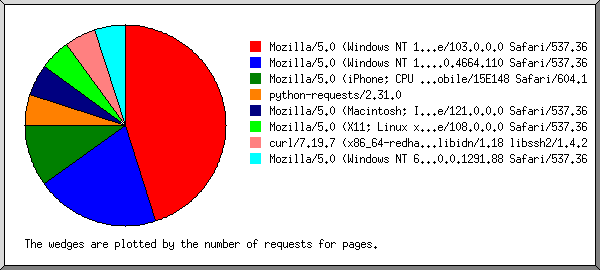 Mozilla/5.0 (Windows NT 1...e/103.0.0.0 Safari/537.36
Mozilla/5.0 (Windows NT 1....0.4664.110 Safari/537.36
Mozilla/5.0 (iPhone; CPU ...obile/15E148 Safari/604.1
python-requests/2.31.0
Mozilla/5.0 (Macintosh; I...e/121.0.0.0 Safari/537.36
Mozilla/5.0 (X11; Linux x...e/108.0.0.0 Safari/537.36
curl/7.19.7 (x86_64-redha...libidn/1.18 libssh2/1.4.2
Mozilla/5.0 (Windows NT 6...0.0.1291.88 Safari/537.36
The wedges are plotted by the number of requests for pages.